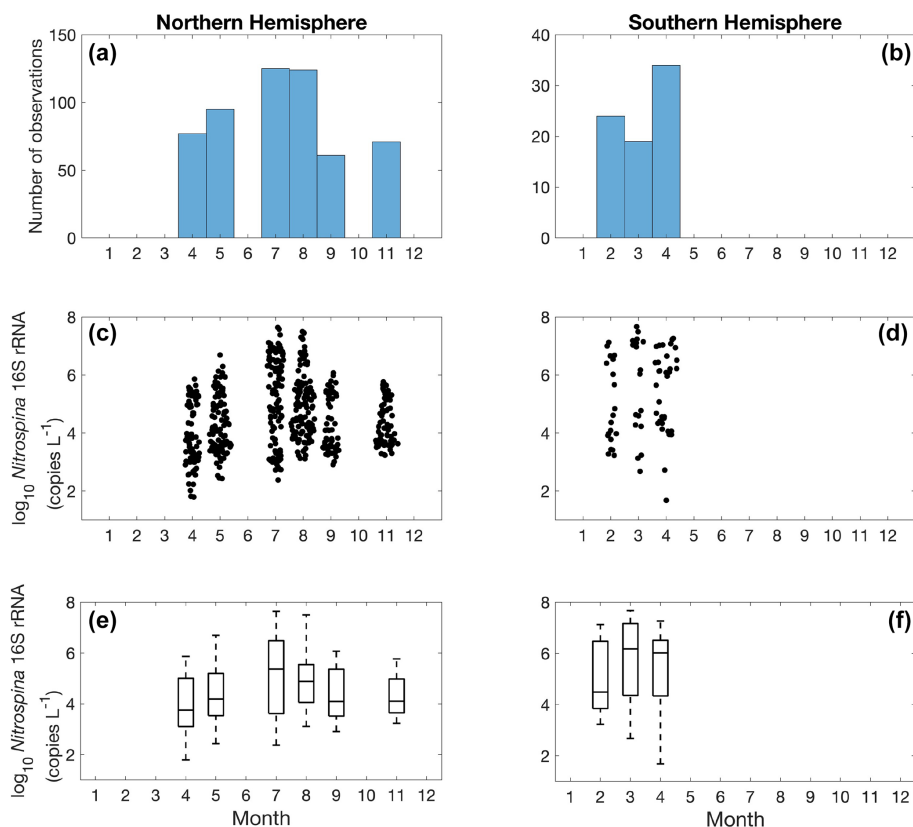 Northern Hemisphere
Southern Hemisphere
(a)
Number of observations
150
100
50
0
1 2 3 4 5 6 7 8 9 10 11 12
(b)
40
30
20
10
0
1 2 3 4 5 6 7 8 9 10 11 12
(c)
log10 Nitrospina 16S rRNA
(copies L-1)
8
6
4
2
1 2 3 4 5 6 7 8 9 10 11 12
(d)
8
6
4
2
1 2 3 4 5 6 7 8 9 10 11 12
(e)
log10 Nitrospina 16S rRNA
(copies L-1)
8
6
4
2
1 2 3 4 5 6 7 8 9 10 11 12
Month
(f)
8
6
4
2
1 2 3 4 5 6 7 8 9 10 11 12
Month